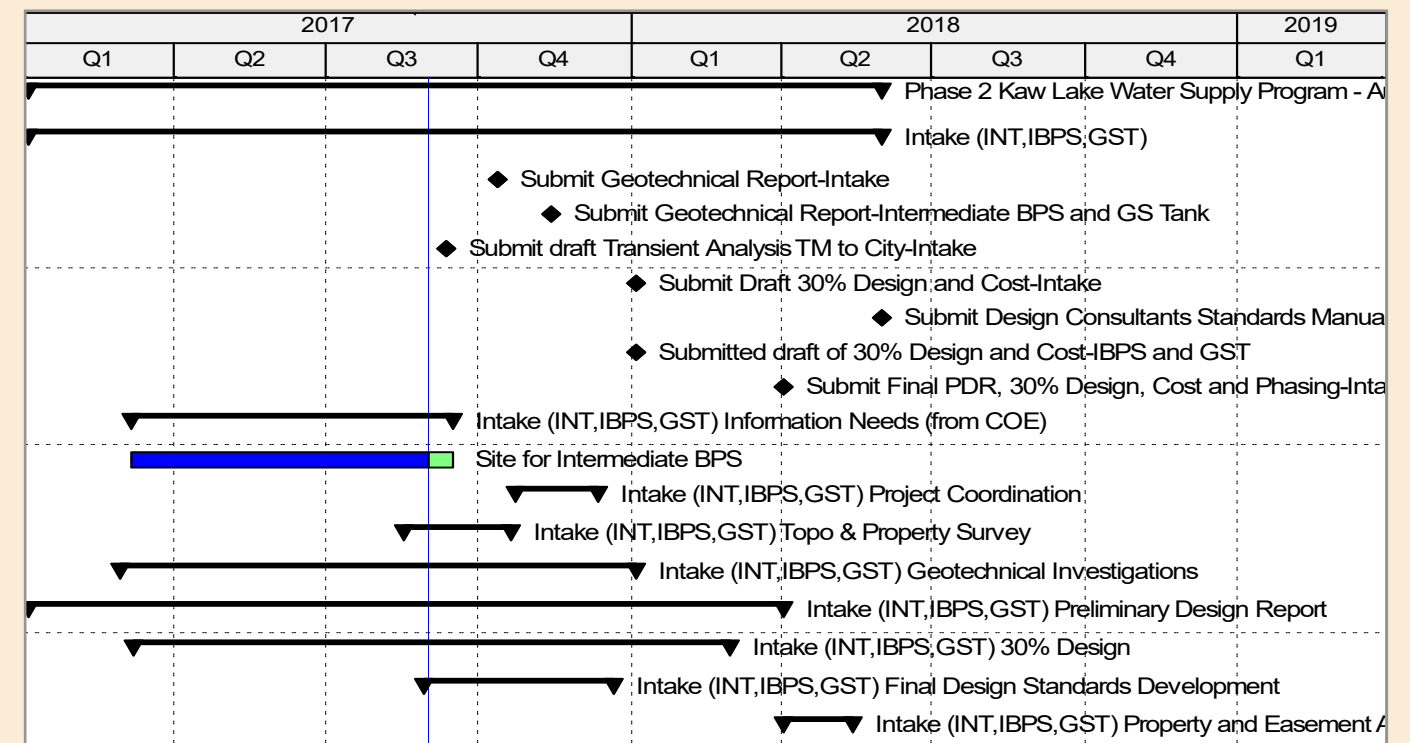 2017 2018 2019
Q1 Q2 Q3 Q4 Q1 Q2 Q3 Q4 Q1
Phase 2 Kaw Lake Water Supply Program - A
Intake (INT,IBPS,GST)
Submit Geotechnical Report-Intake
Submit Geotechnical Report-Intermediate BPS and GS Tank
Submit draft Transient Analysis TM to City-Intake
Submit Draft 30% Design and Cost-Intake
Submit Design Consultants Standards Manua
Submitted draft of 30% Design and Cost-IBPS and GST
Submit Final PDR, 30% Design, Cost and Phasing-Inta
Intake (INT,IBPS,GST) Information Needs (from COE)
Site for Intermediate BPS
Intake (INT,IBPS,GST) Project Coordination
Intake (INT,IBPS,GST) Topo & Property Survey
Intake (INT,IBPS,GST) Geotechnical Investigations
Intake (INT,IBPS,GST) Preliminary Design Report
Intake (INT,IBPS,GST) 30% Design
Intake (INT,IBPS,GST) Final Design Standards Development
Intake (INT,IBPS,GST) Property and Easement A